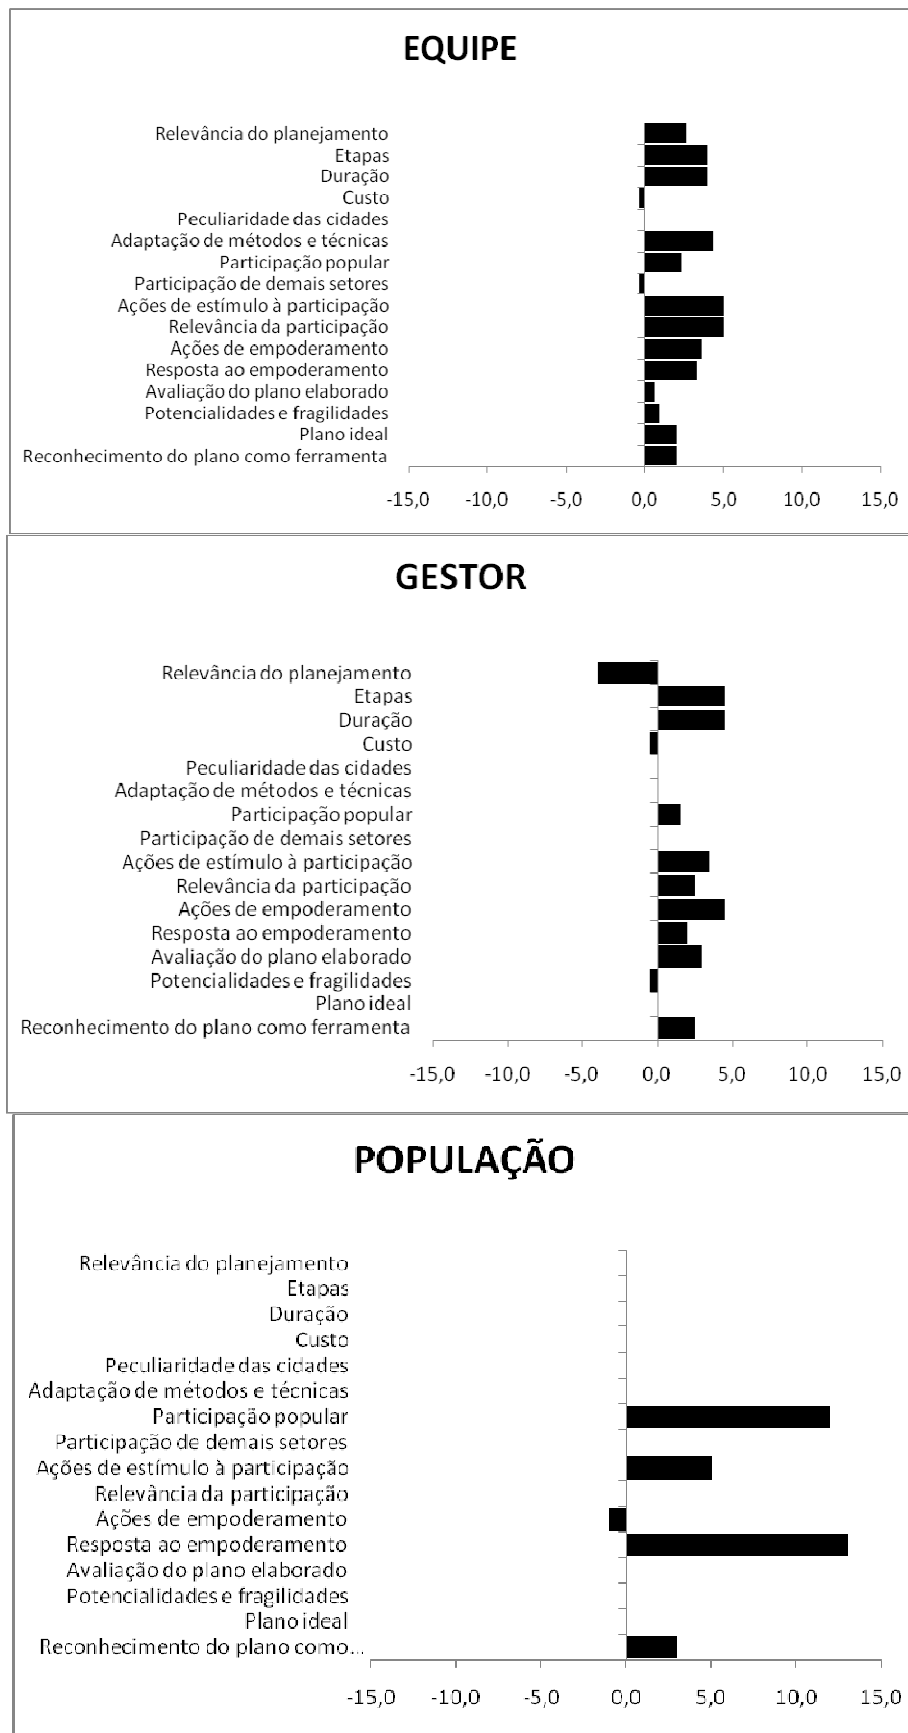 EQUIPE
Relevância do planejamento
Etapas
Duração
Custo
Peculiaridade das cidades
Adaptação de métodos e técnicas
Participação popular
Participação de demais setores
Ações de estímulo à participação
Relevância da participação
Ações de empoderamento
Resposta ao empoderamento
Avaliação do plano elaborado
Potencialidades e fragilidades
Plano ideal
Reconhecimento do plano como ferramenta
-15,0 -10,0 -5,0 0,0 5,0 10,0 15,0
GESTOR
Relevância do planejamento
Etapas
Duração
Custo
Peculiaridade das cidades
Adaptação de métodos e técnicas
Participação popular
Participação de demais setores
Ações de estímulo à participação
Relevância da participação
Ações de empoderamento
Resposta ao empoderamento
Avaliação do plano elaborado
Potencialidades e fragilidades
Plano ideal
Reconhecimento do plano como ferramenta
-15,0 -10,0 -5,0 0,0 5,0 10,0 15,0
POPULAÇÃO
Relevância do planejamento
Etapas
Duração
Custo
Peculiaridade das cidades
Adaptação de métodos e técnicas
Participação popular
Participação de demais setores
Ações de estímulo à participação
Relevância da participação
Ações de empoderamento
Resposta ao empoderamento
Avaliação do plano elaborado
Potencialidades e fragilidades
Plano ideal
Reconhecimento do plano como...
-15,0 -10,0 -5,0 0,0 5,0 10,0 15,0